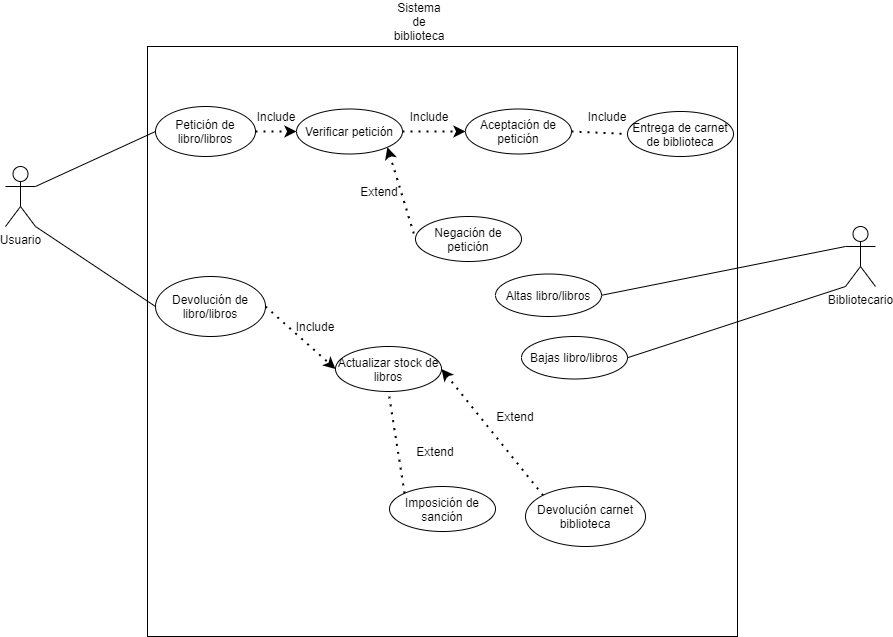 Sistema
de
biblioteca
Petición de
libro/libros
Include
Verificar petición
Include
Aceptación de
petición
Include
Entrega de carnet
de biblioteca
Extend
Negación de
petición
Usuario
Devolución de
libro/libros
Include
Altas libro/libros
Bibliotecario
Bajas libro/libros
Actualizar stock de
libros
Extend
Extend
Imposición de
sanción
Devolución carnet
biblioteca